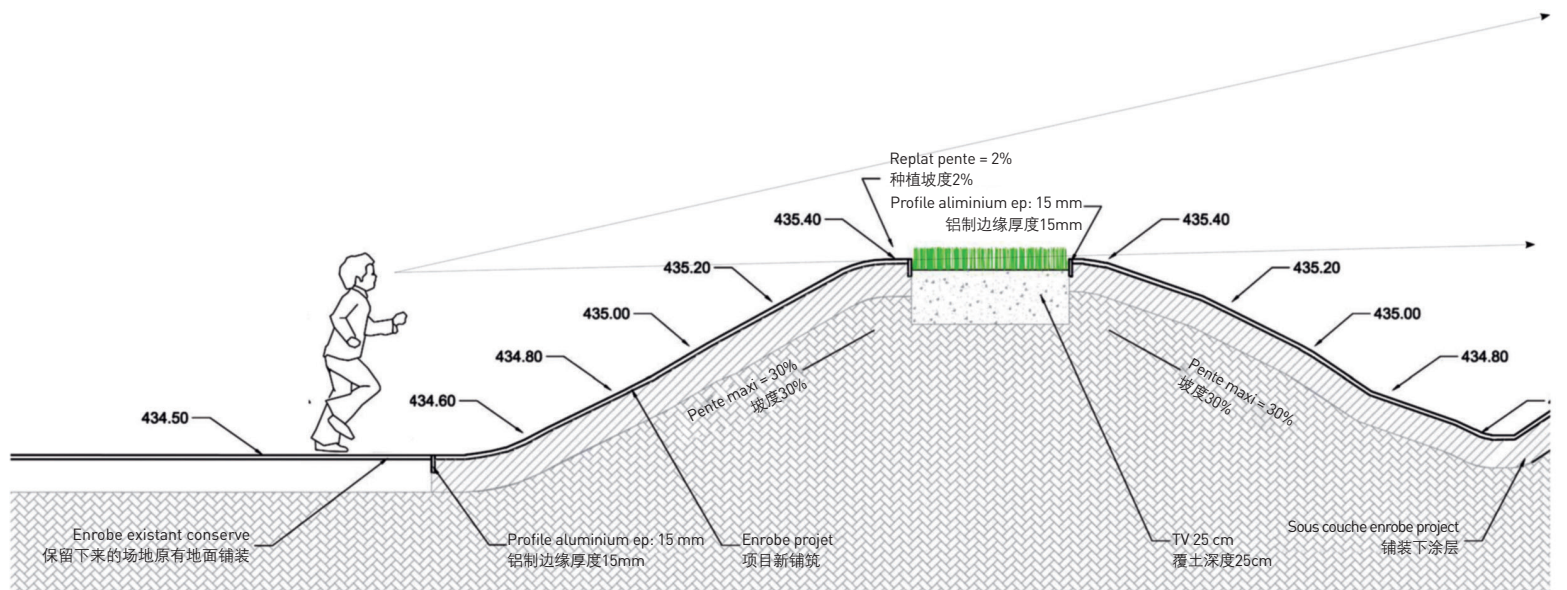 Replat pente = 2%
种植坡度2%
Profile aliminium ep: 15 mm
铝制边缘厚度15mm
435.40
435.40
435.20
435.20
435.00
435.00
434.80
434.80
434.60
434.50
Pente maxi = 30%
坡度30%
Pente maxi = 30%
坡度30%
Enrobe existant conserve
保留下来的场地原有地面铺装
Profile aluminium ep: 15 mm
铝制边缘厚度15mm
Enrobe projet
项目新铺筑
TV 25 cm
覆土深度25cm
Sous couche enrobe project
铺装下涂层